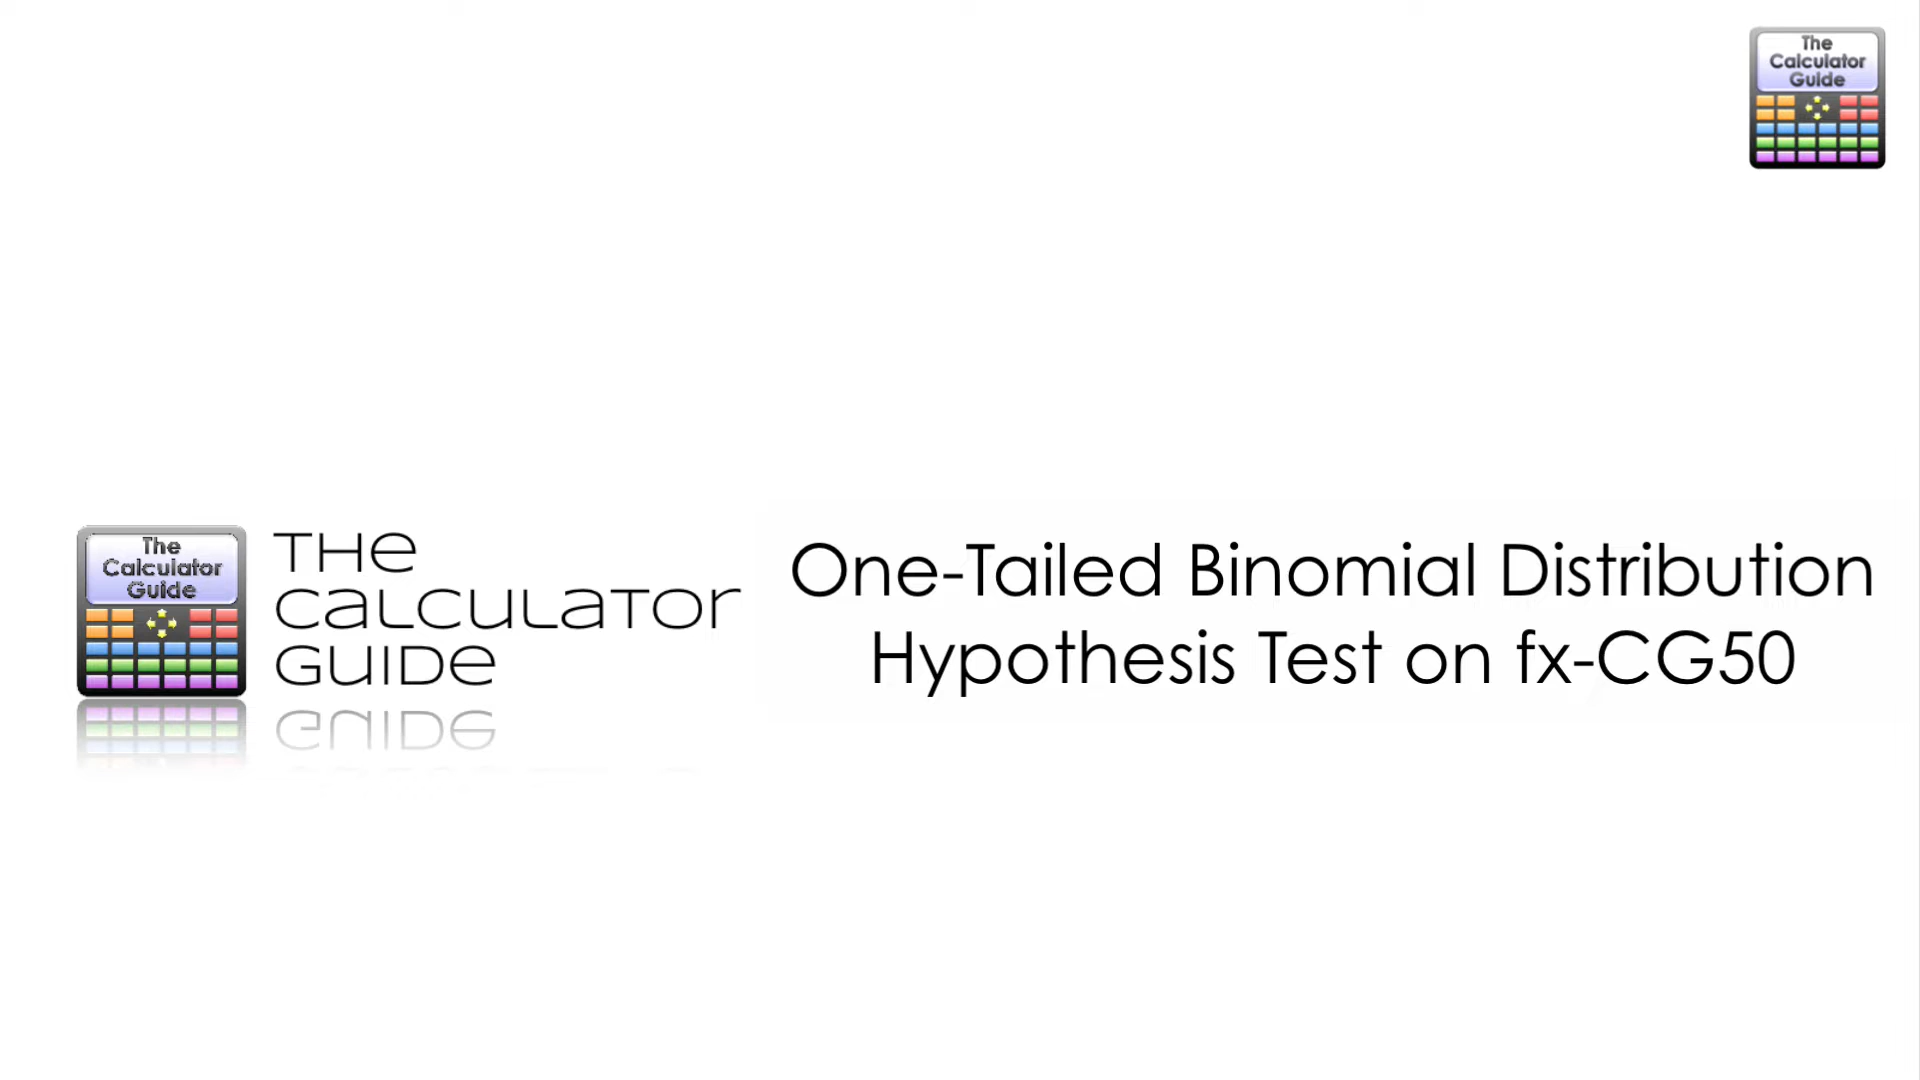 The
Calculator
Guide
The
Calculator
Guide
THe
CaLCULaTOr
GUIDe
One-Tailed Binomial Distribution
Hypothesis Test on fx-CG50